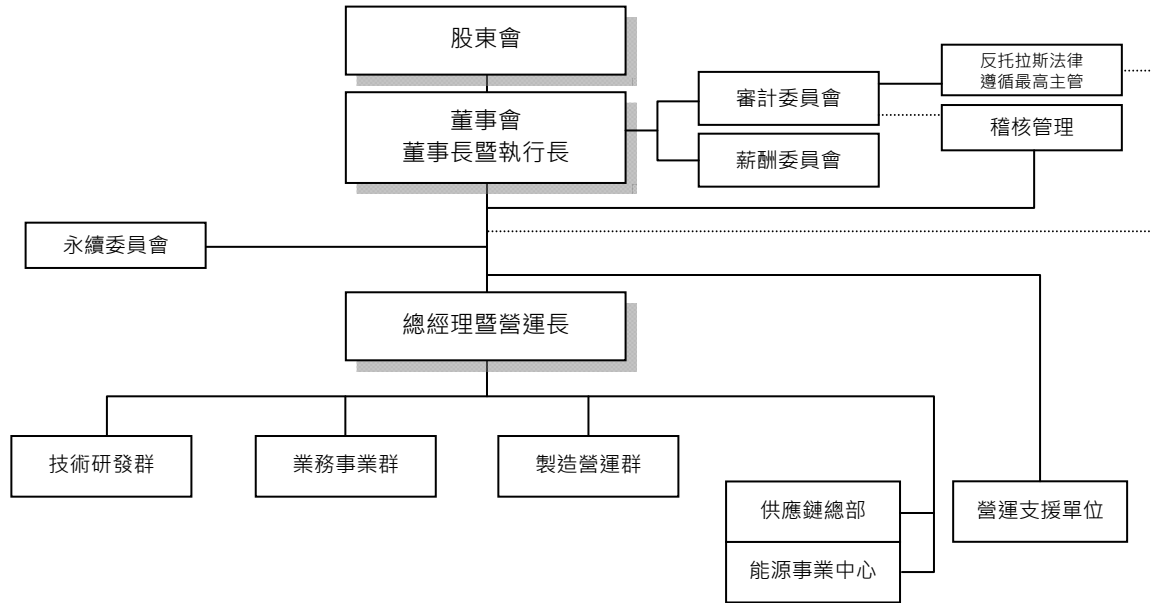 股東會
董事會
董事長暨執行長
審計委員會
薪酬委員會
反托拉斯法律
遵循最高主管
稽核管理
永續委員會
總經理暨營運長
技術研發群
業務事業群
製造營運群
供應鏈總部
能源事業中心
營運支援單位